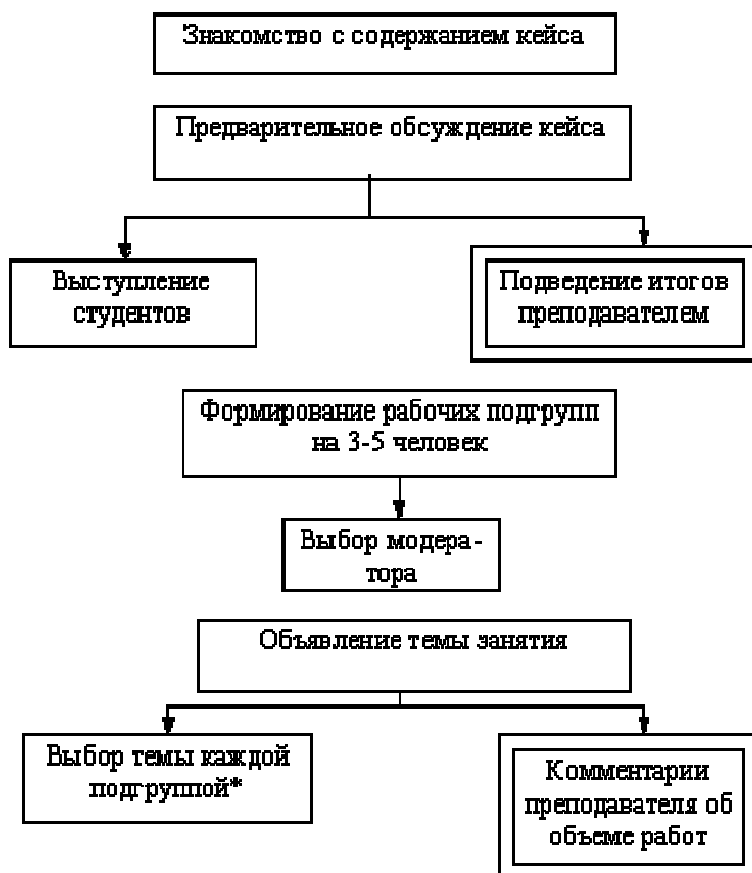 Знакомство с содержанием кейса
Предварительное обсуждение кейса
Выступление
студентов
Подведение итогов
преподавателем
Формирование рабочих подгрупп
на 3-5 человек
Выбор модера-
тора
Объявление темы занятия
Выбор темы каждой
подгруппой*
Комментарии
преподавателя об
объеме работ